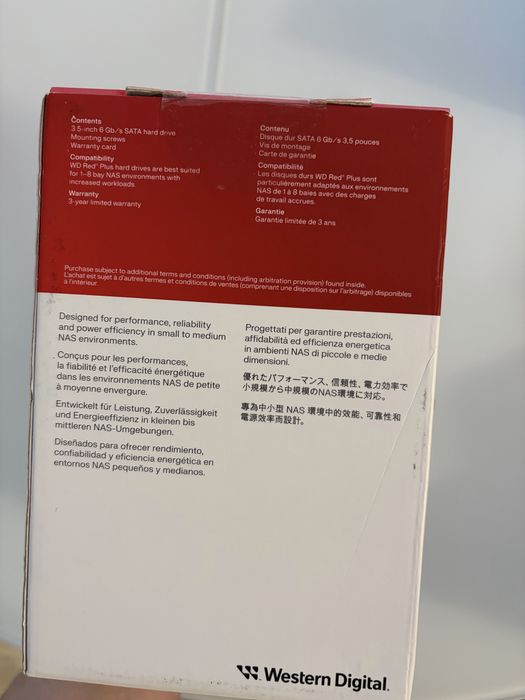 Contents
3.5-inch 6 Gb/s SATA hard drive
Mounting screws
Warranty card
Compatibility
WD Red® Plus hard drives are best suited
for 1–8 bay NAS environments with
increased workloads.
Warranty
3-year limited warranty
Contenu
Disque dur SATA 6 Gb/s 3,5 pouces
Vis de montage
Carte de garantie
Compatibilité
Les disques durs WD Red® Plus sont
particulièrement adaptés aux environnements
NAS de 1 à 8 baies avec des charges
de travail accrues.
Garantie
Garantie limitée de 3 ans
Purchase subject to additional terms and conditions (including arbitration provision) found inside.
L'achat est sujet à d'autres termes et conditions de ventes (comprenant une disposition sur l'arbitrage) disponibles
à l'intérieur.
Designed for performance, reliability
and power efficiency in small to medium
NAS environments.
Conçus pour les performances,
la fiabilité et l'efficacité énergétique
dans les environnements NAS de petite
à moyenne envergure.
Entwickelt für Leistung, Zuverlässigkeit
und Energieeffizienz in kleinen bis
mittleren NAS-Umgebungen.
Diseñados para ofrecer rendimiento,
confiabilidad y eficiencia energética en
entornos NAS pequeños y medianos.
Progettati per garantire prestazioni,
affidabilità ed efficienza energetica
in ambienti NAS di piccole e medie
dimensioni.
優れたパフォーマンス、信頼性、電力効率で
小規模から中規模のNAS環境に対応。
專為中小型 NAS 環境中的效能、可靠性和
電源效率而設計。
Western Digital.